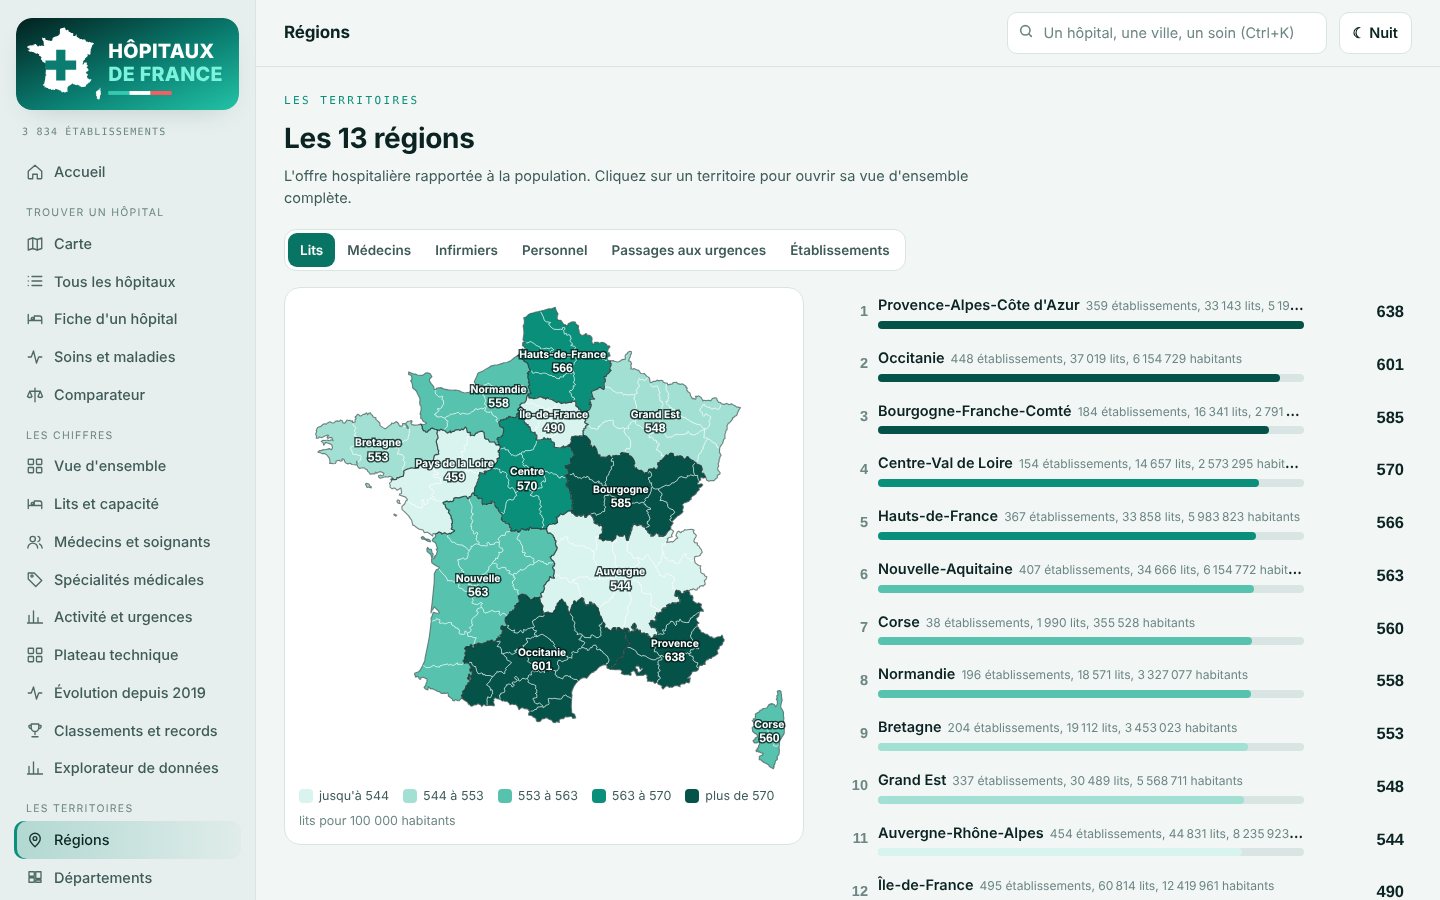 HÔPITAUX
DE FRANCE
3 834 ÉTABLISSEMENTS
Accueil
TROUVER UN HÔPITAL
Carte
Tous les hôpitaux
Fiche d'un hôpital
Soins et maladies
Comparateur
LES CHIFFRES
Vue d'ensemble
Lits et capacité
Médecins et soignants
Spécialités médicales
Activité et urgences
Plateau technique
Évolution depuis 2019
Classements et records
Explorateur de données
LES TERRITOIRES
Régions
Départements
Régions
Un hôpital, une ville, un soin (Ctrl+K)
Nuit
LES TERRITOIRES
Les 13 régions
L'offre hospitalière rapportée à la population. Cliquez sur un territoire pour ouvrir sa vue d'ensemble
complète.
Lits Médecins Infirmiers Personnel Passages aux urgences Établissements
Hauts-de-France
566
Normandie
558
Île-de-France
490
Grand Est
548
Bretagne
553
Pays de la Loire
459
Centre
570
Bourgogne
585
Nouvelle
563
Auvergne
544
Occitanie
601
Provence
638
Corse
560
jusqu'à 544 544 à 553 553 à 563 563 à 570 plus de 570
lits pour 100 000 habitants
1 Provence-Alpes-Côte d'Azur 359 établissements, 33 143 lits, 5 19... 638
2 Occitanie 448 établissements, 37 019 lits, 6 154 729 habitants 601
3 Bourgogne-Franche-Comté 184 établissements, 16 341 lits, 2 791 ... 585
4 Centre-Val de Loire 154 établissements, 14 657 lits, 2 573 295 habit... 570
5 Hauts-de-France 367 établissements, 33 858 lits, 5 983 823 habitants 566
6 Nouvelle-Aquitaine 407 établissements, 34 666 lits, 6 154 772 habit... 563
7 Corse 38 établissements, 1 990 lits, 355 528 habitants 560
8 Normandie 196 établissements, 18 571 lits, 3 327 077 habitants 558
9 Bretagne 204 établissements, 19 112 lits, 3 453 023 habitants 553
10 Grand Est 337 établissements, 30 489 lits, 5 568 711 habitants 548
11 Auvergne-Rhône-Alpes 454 établissements, 44 831 lits, 8 235 923... 544
12 Île-de-France 495 établissements, 60 814 lits, 12 419 961 habitants 490